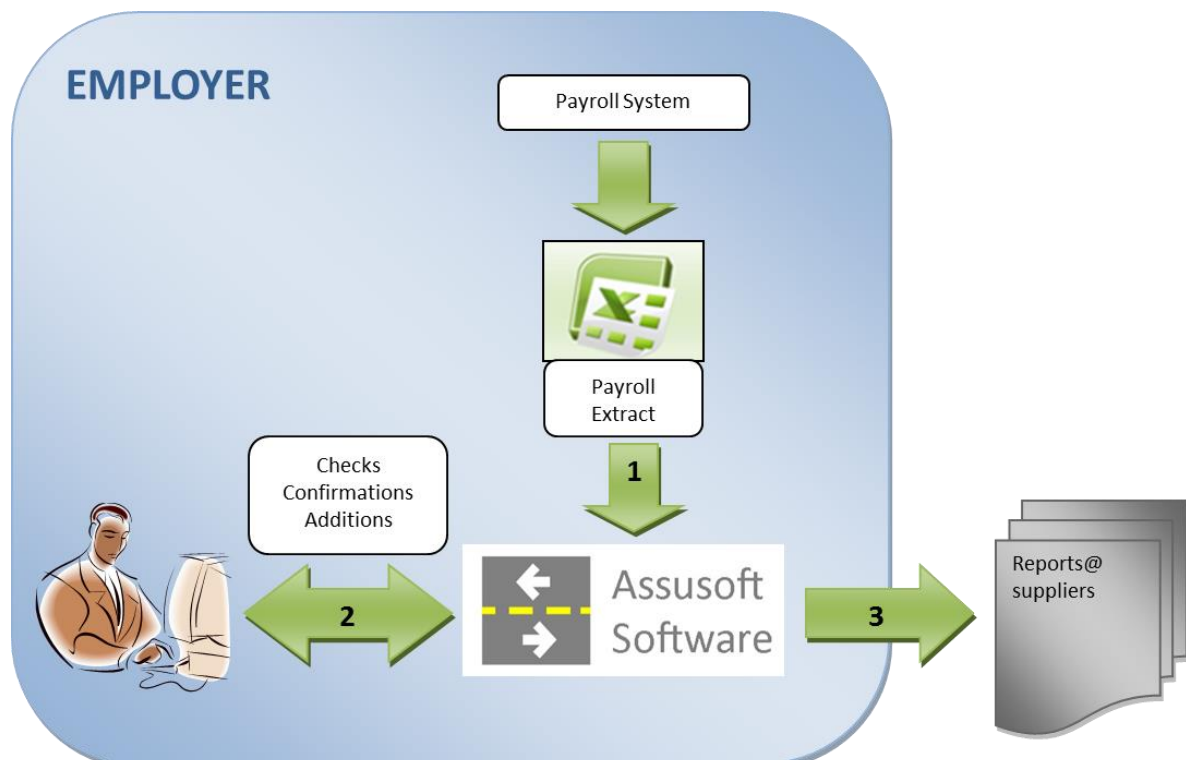 EMPLOYER
Payroll System
Payroll
Extract
1
Checks
Confirmations
Additions
2
Assusoft
Software
3
Reports@
suppliers